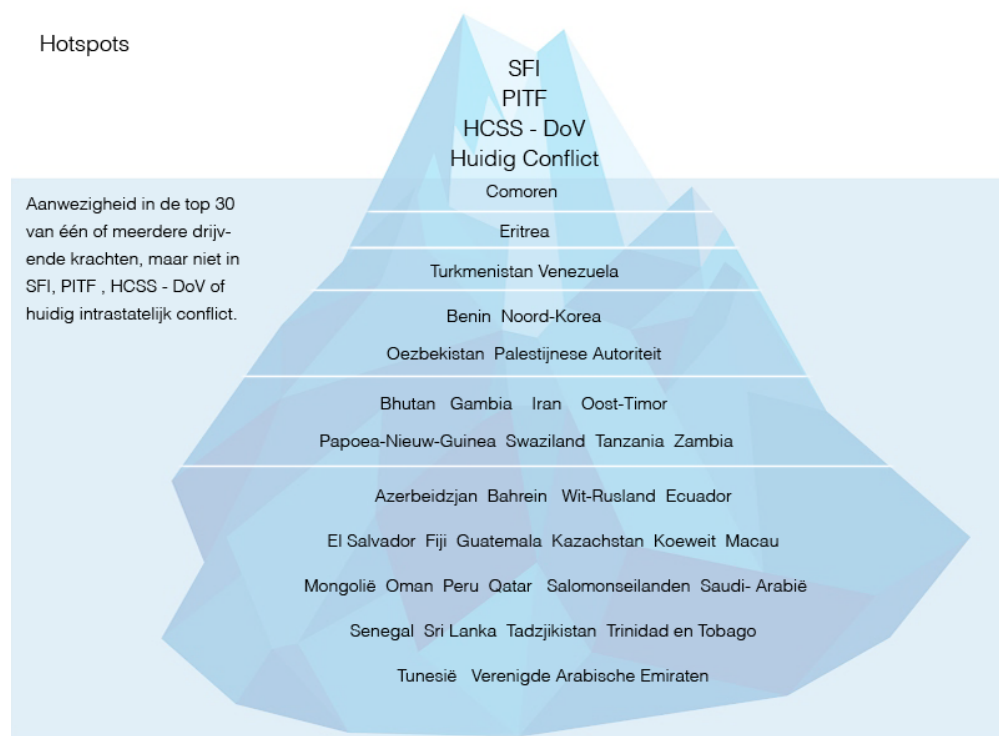 Hotspots
SFI
PITF
HCSS - DoV
Huidig Conflict
Aanwezigheid in de top 30
van één of meerdere drijv-
ende krachten, maar niet in
SFI, PITF , HCSS - DoV of
huidig intrastatelijk conflict.
Comoren
Eritrea
Turkmenistan Venezuela
Benin Noord-Korea
Oezbekistan Palestijnese Autoriteit
Bhutan Gambia Iran Oost-Timor
Papoea-Nieuw-Guinea Swaziland Tanzania Zambia
Azerbeidzjan Bahrein Wit-Rusland Ecuador
El Salvador Fiji Guatemala Kazachstan Koeweit Macau
Mongolië Oman Peru Qatar Salomonseilanden Saudi- Arabië
Senegal Sri Lanka Tadzjikistan Trinidad en Tobago
Tunesië Verenigde Arabische Emiraten